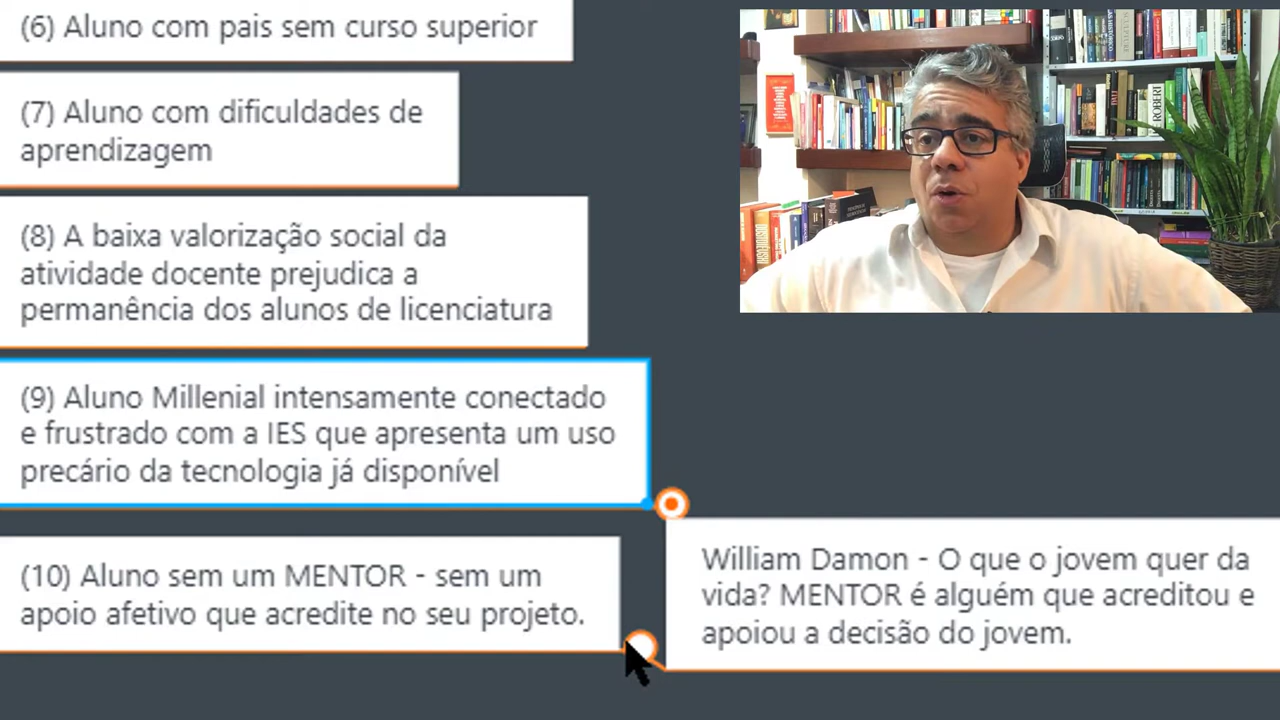 (6) Aluno com pais sem curso superior
(7) Aluno com dificuldades de
aprendizagem
(8) A baixa valorização social da
atividade docente prejudica a
permanência dos alunos de licenciatura
(9) Aluno Millenial intensamente conectado
e frustrado com a IES que apresenta um uso
precário da tecnologia já disponível
(10) Aluno sem um MENTOR - sem um
apoio afetivo que acredite no seu projeto.
William Damon - O que o jovem quer da
vida? MENTOR é alguém que acreditou e
apoiou a decisão do jovem.